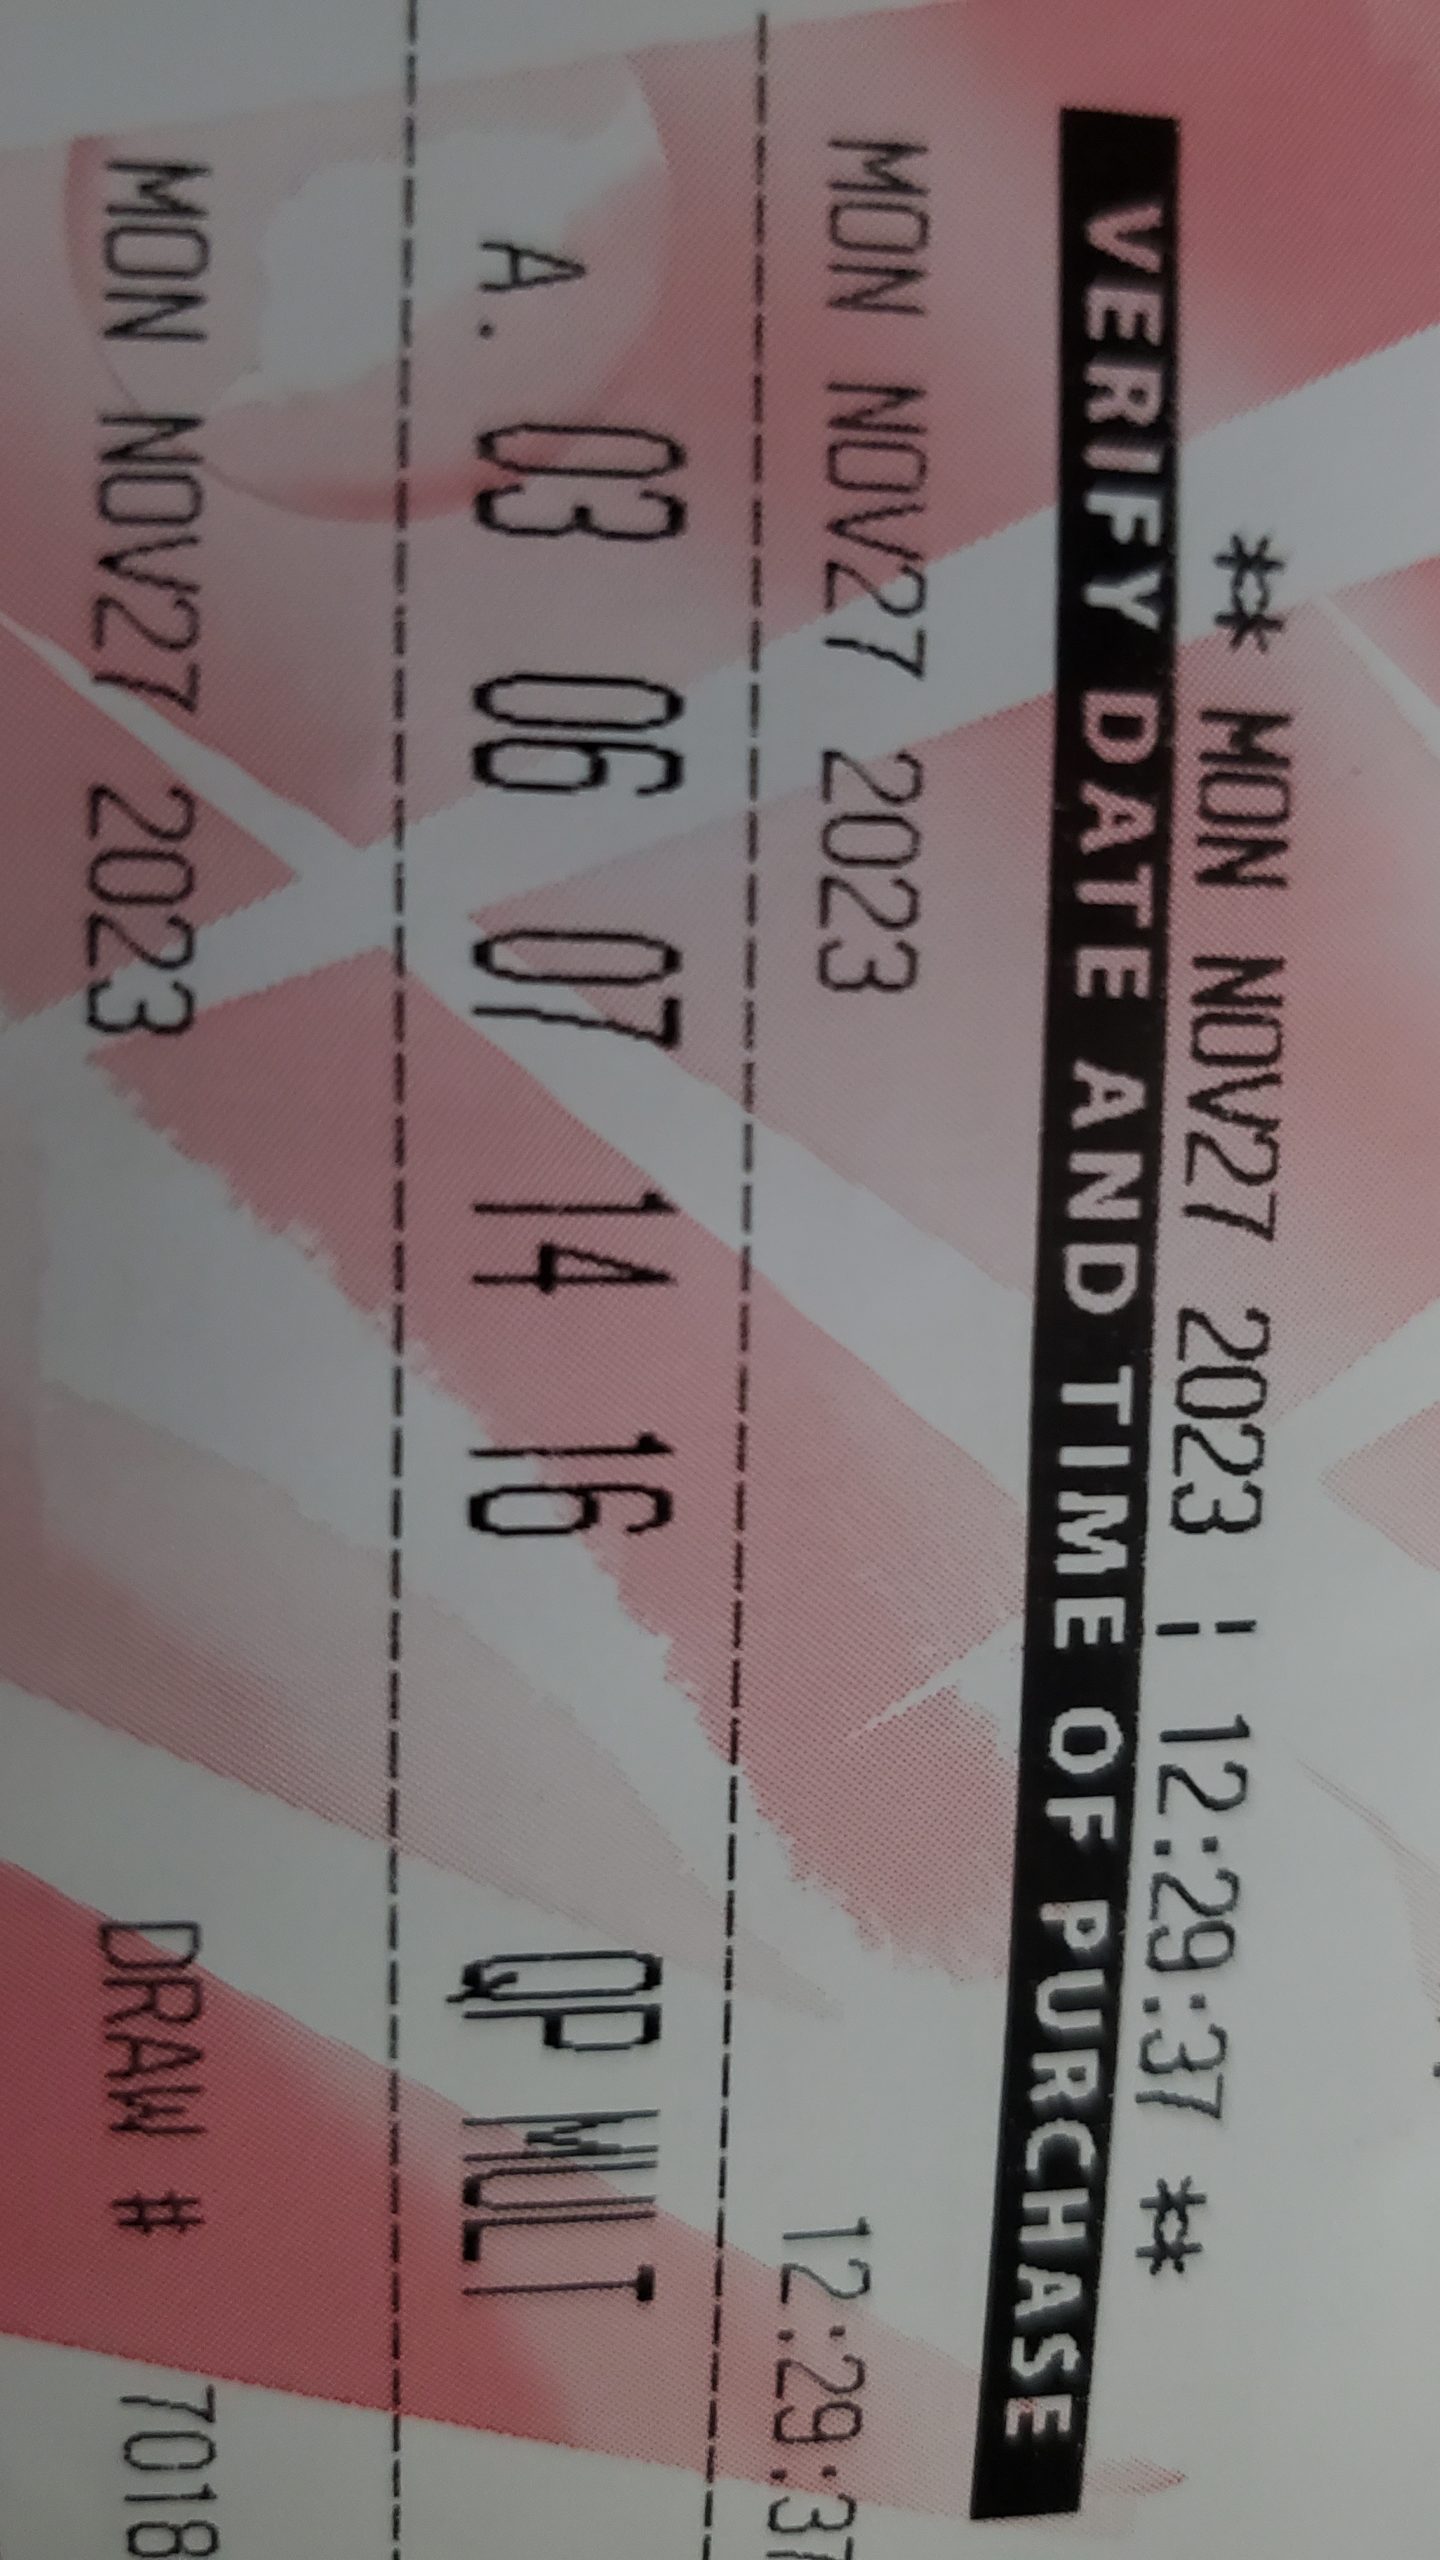 ** MON NOV27 2023 ¦ 12:29:37 **
VERIFY DATE AND TIME OF PURCHASE
MON NOV27 2023 12:29:37
A. 03 06 07 14 16 QP MULT
MON NOV27 2023 DRAW # 7018